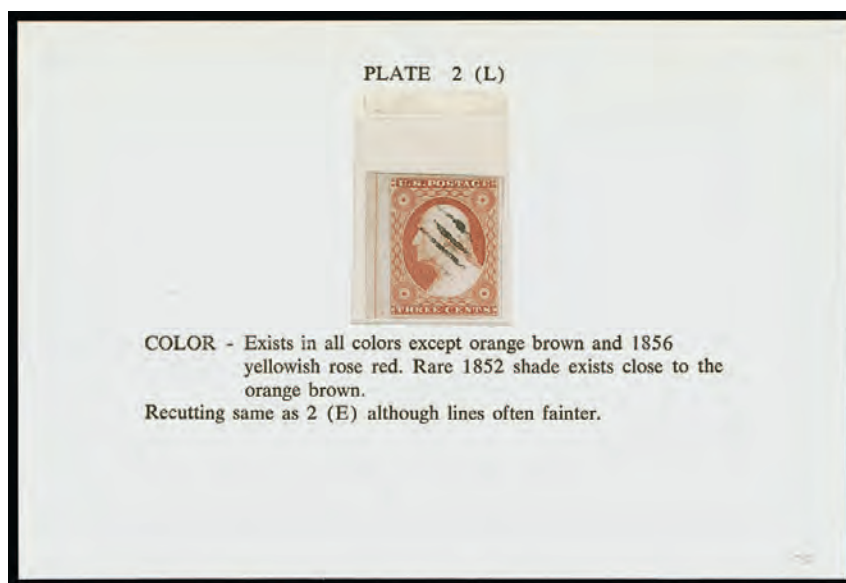 PLATE 2 (L)
U.S. POSTAGE
THREE CENTS
COLOR - Exists in all colors except orange brown and 1856
yellowish rose red. Rare 1852 shade exists close to the
orange brown.
Recutting same as 2 (E) although lines often fainter.